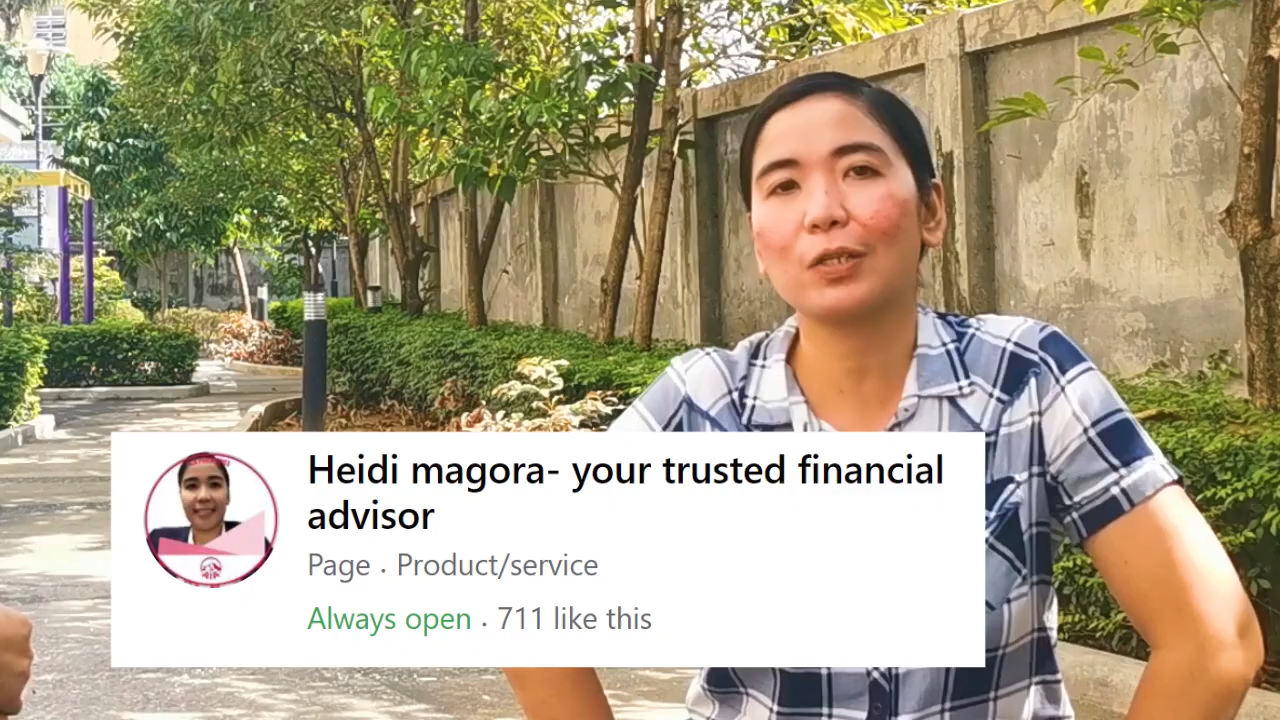 Heidi magora- your trusted financial
advisor
Page · Product/service
Always open · 711 like this